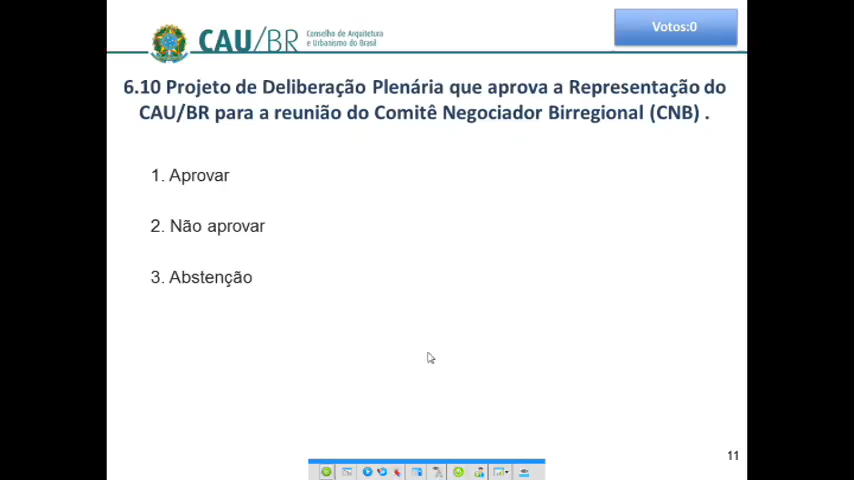 CAU/BR
Conselho de Arquitetura
e Urbanismo do Brasil
Votos:0
6.10 Projeto de Deliberação Plenária que aprova a Representação do
CAU/BR para a reunião do Comitê Negociador Birregional (CNB) .
1. Aprovar
2. Não aprovar
3. Abstenção
11